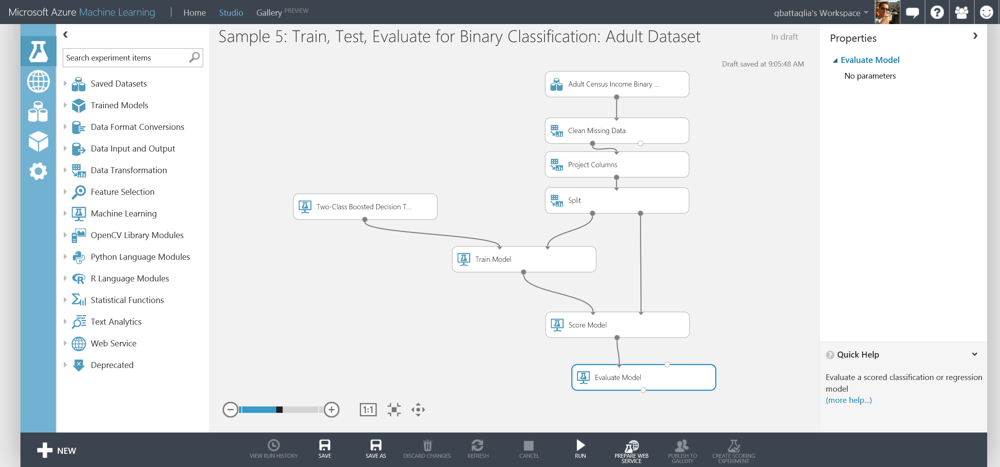 Microsoft Azure Machine Learning | Home Studio Gallery PREVIEW gbattaglia's Workspace
Sample 5: Train, Test, Evaluate for Binary Classification: Adult Dataset
In draft
Draft saved at 9:05:48 AM
Search experiment items
Saved Datasets
Trained Models
Data Format Conversions
Data Input and Output
Data Transformation
Feature Selection
Machine Learning
OpenCV Library Modules
Python Language Modules
R Language Modules
Statistical Functions
Text Analytics
Web Service
Deprecated
Adult Census Income Binary ...
Clean Missing Data
Project Columns
Split
Two-Class Boosted Decision T...
Train Model
Score Model
Evaluate Model
1:1
Properties
Evaluate Model
No parameters
Quick Help
Evaluate a scored classification or regression
model
(more help...)
NEW
VIEW RUN HISTORY
SAVE
SAVE AS
DISCARD CHANGES
REFRESH
CANCEL
RUN
PREPARE WEB
SERVICE
PUBLISH TO
GALLERY
CREATE SCORING
EXPERIMENT